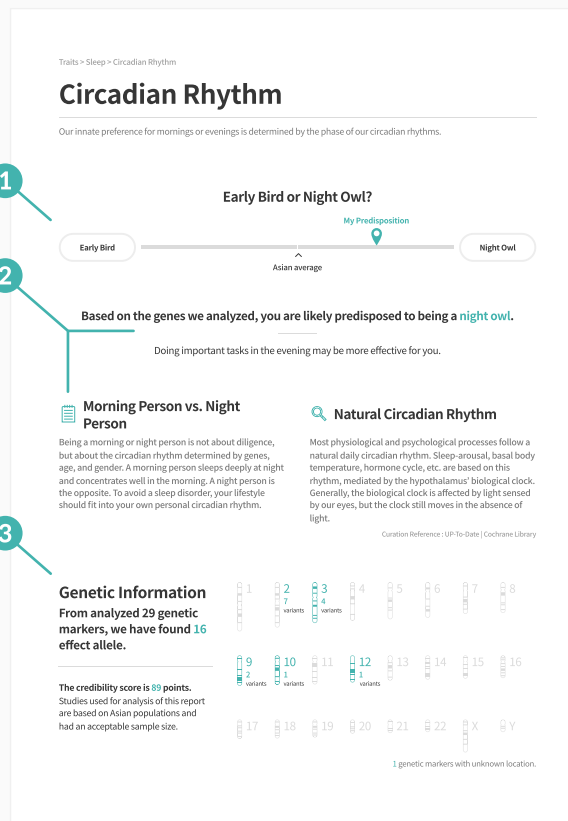 Traits > Sleep > Circadian Rhythm
Circadian Rhythm
Our innate preference for mornings or evenings is determined by the phase of our circadian rhythms.
1
Early Bird or Night Owl?
My Predisposition
Early Bird
Night Owl
Asian average
2
Based on the genes we analyzed, you are likely predisposed to being a night owl.
Doing important tasks in the evening may be more effective for you.
Morning Person vs. Night
Person
Being a morning or night person is not about diligence,
but about the circadian rhythm determined by genes,
age, and gender. A morning person sleeps deeply at night
and concentrates well in the morning. A night person is
the opposite. To avoid a sleep disorder, your lifestyle
should fit into your own personal circadian rhythm.
Natural Circadian Rhythm
Most physiological and psychological processes follow a
natural daily circadian rhythm. Sleep-arousal, basal body
temperature, hormone cycle, etc. are based on this
rhythm, mediated by the hypothalamus' biological clock.
Generally, the biological clock is affected by light sensed
by our eyes, but the clock still moves in the absence of
light.
Curation Reference : UP-To-Date | Cochrane Library
3
Genetic Information
From analyzed 29 genetic
markers, we have found 16
effect allele.
The credibility score is 89 points.
Studies used for analysis of this report
are based on Asian populations and
had an acceptable sample size.
1 2 3 4 5 6 7 8
7 4
variants variants
9 10 11 12 13 14 15 16
2 1 1
variants variants variants
17 18 19 20 21 22 X Y
1 genetic markers with unknown location.